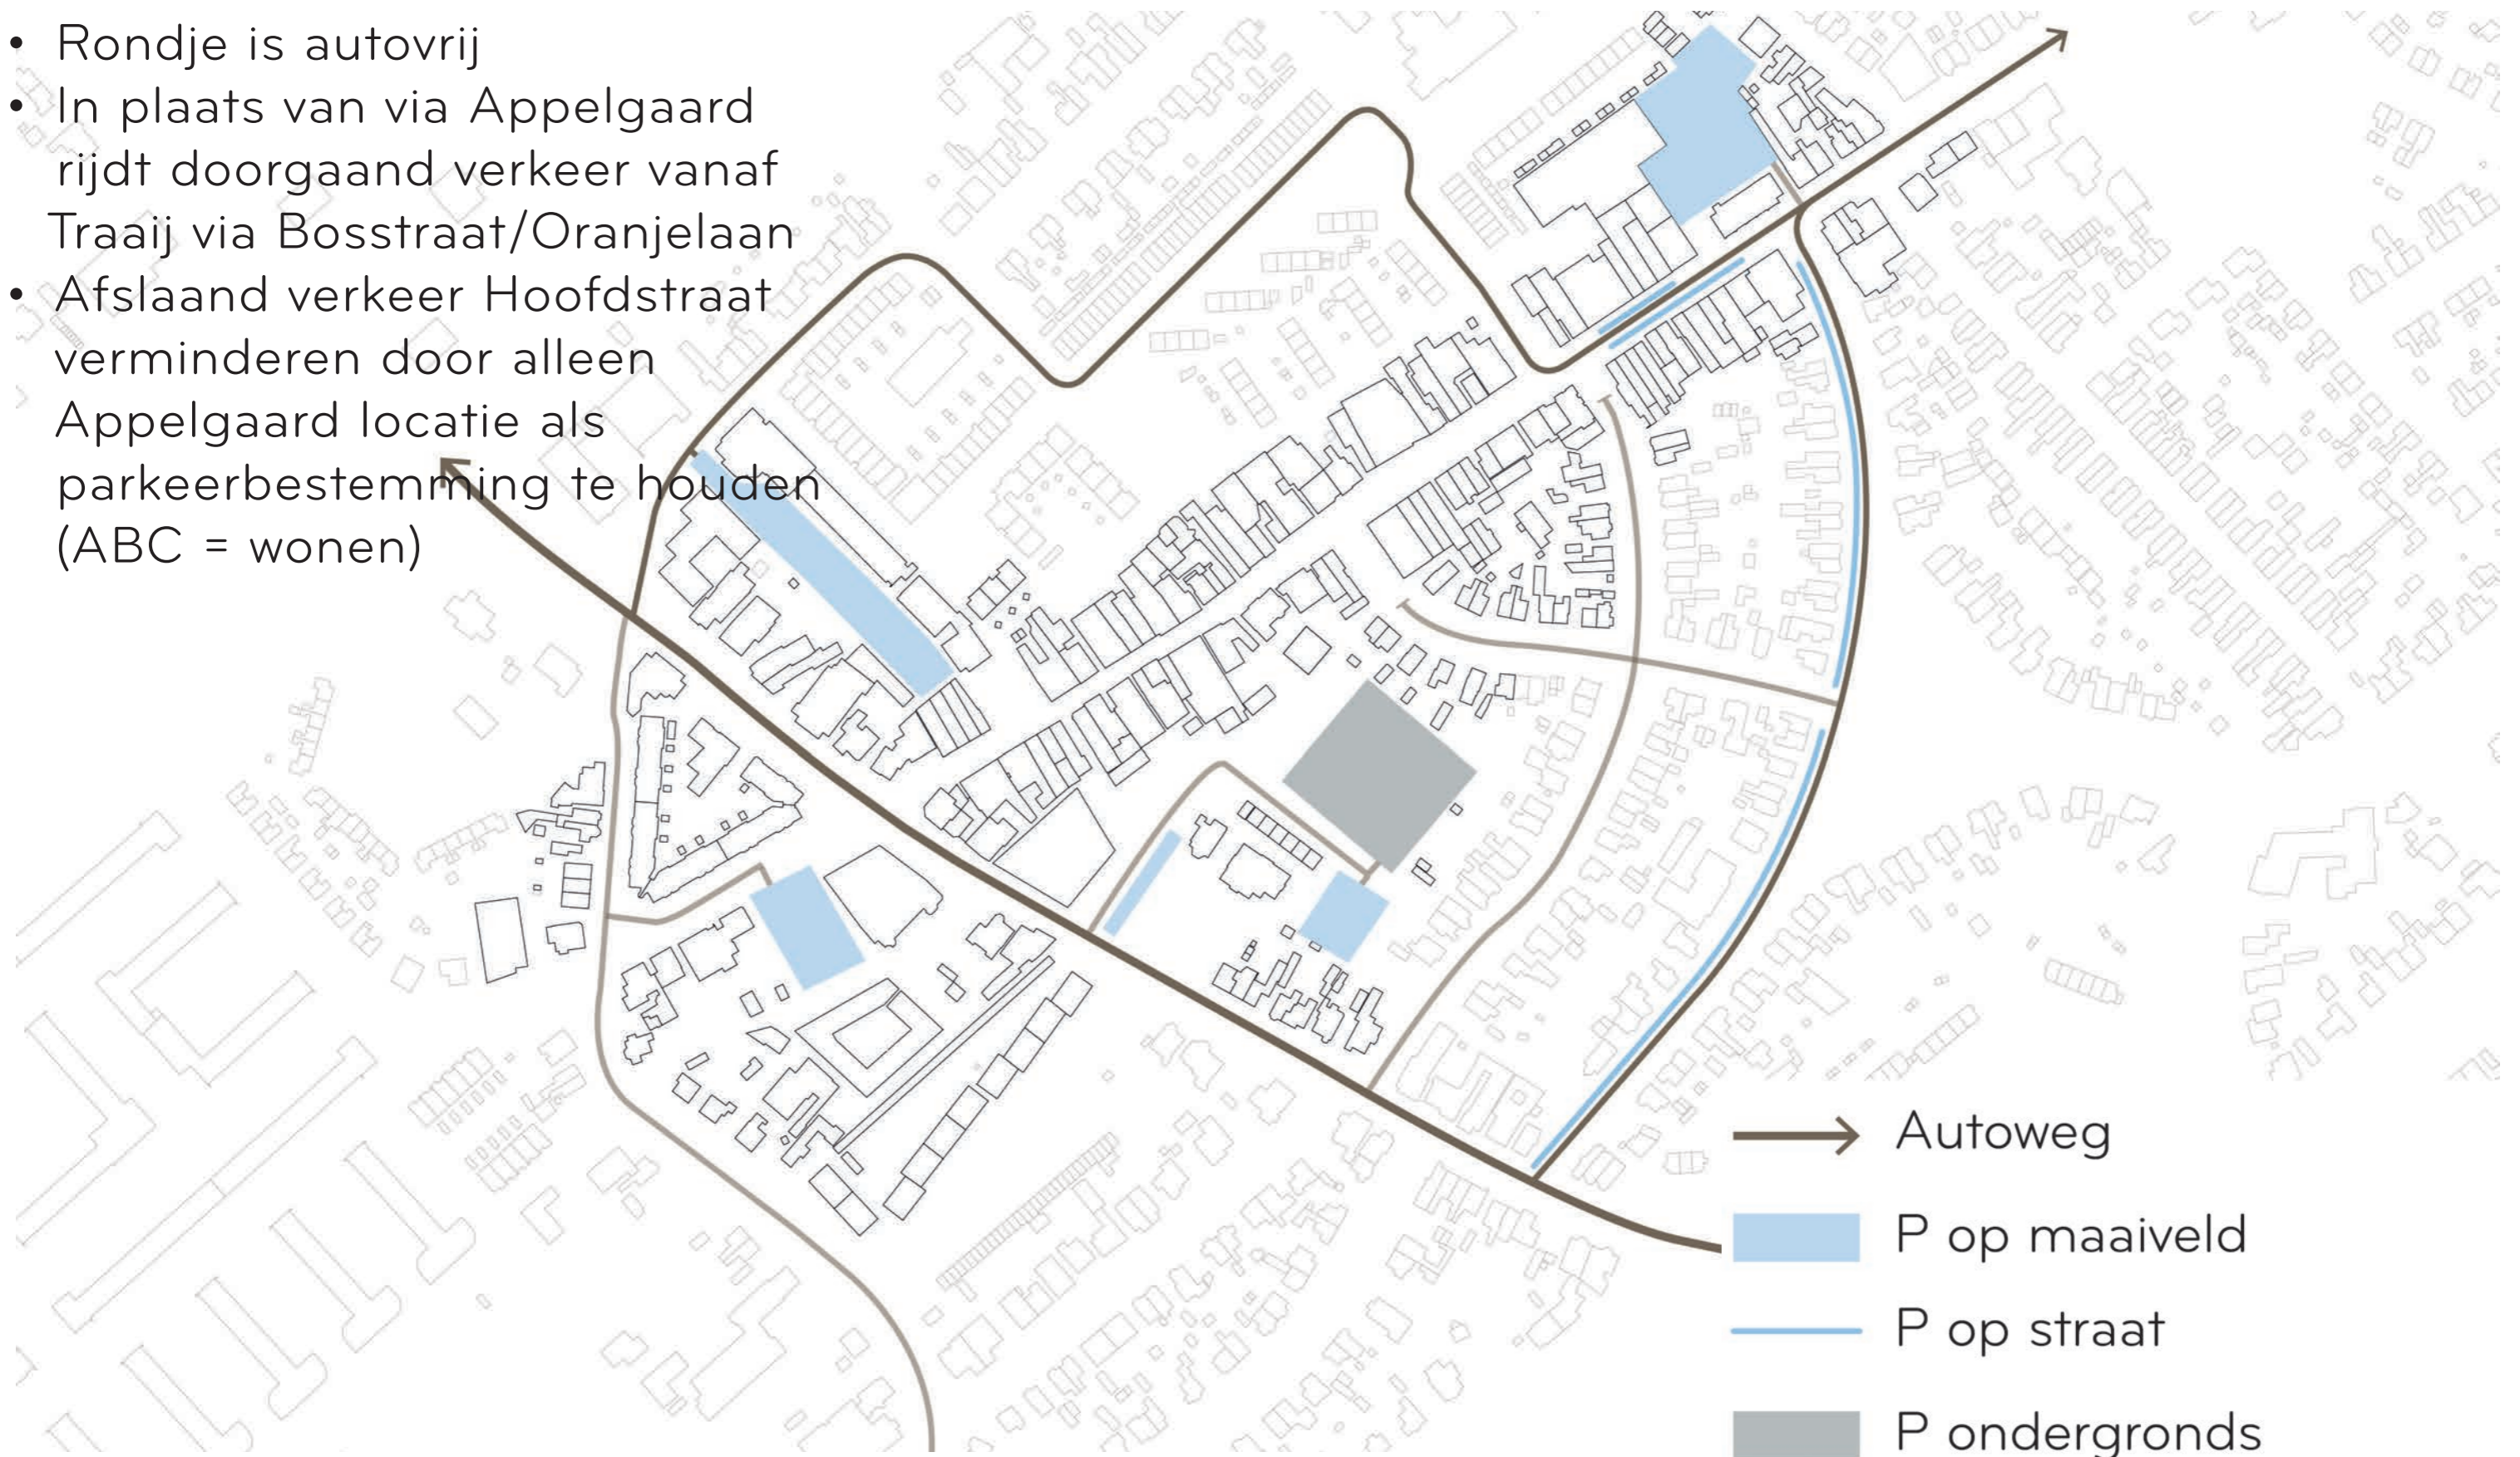 • Rondje is autovrij
• In plaats van via Appelgaard
rijdt doorgaand verkeer vanaf
Traaij via Bosstraat/Oranjelaan
• Afslaand verkeer Hoofdstraat
verminderen door alleen
Appelgaard locatie als
parkeerbestemming te houden
(ABC = wonen)
Autoweg
P op maaiveld
P op straat
P ondergronds